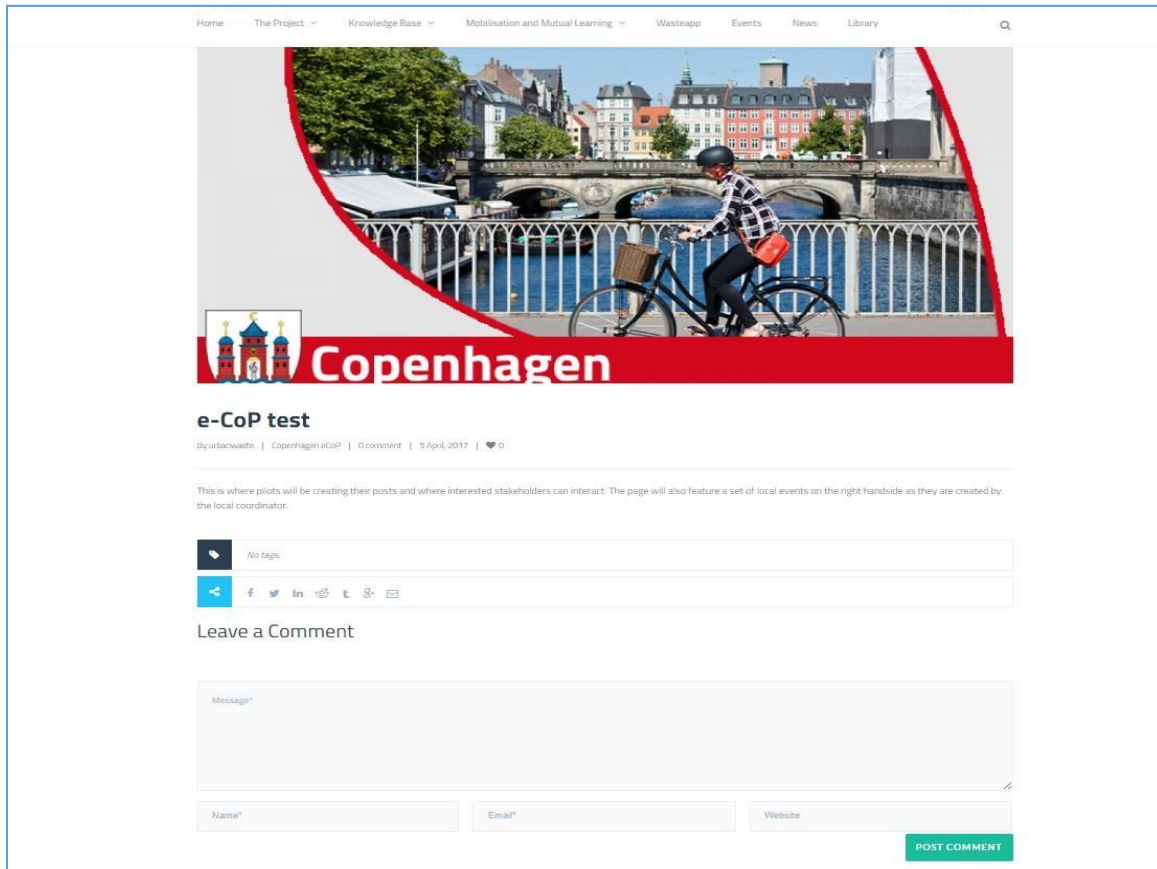 Home The Project Knowledge Base Mobilisation and Mutual Learning Wasteapp Events News Library
Copenhagen
e-CoP test
By urbanwaste | Copenhagen eCoP | 0 comment | 5 April, 2017 | 0
This is where pilots will be creating their posts and where interested stakeholders can interact. The page will also feature a set of local events on the right handside as they are created by
the local coordinator.
No tags.
Leave a Comment
Message*
Name* Email* Website
POST COMMENT